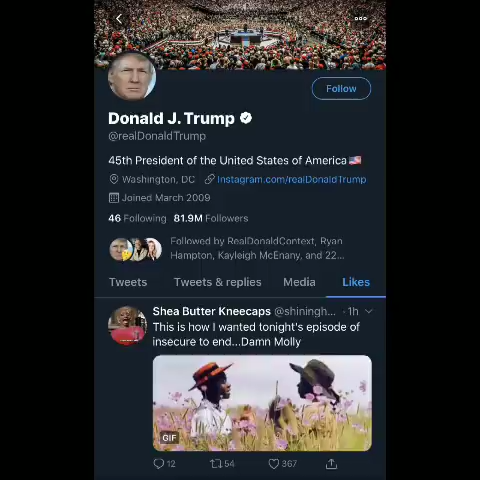 Follow
Donald J. Trump
@realDonaldTrump
45th President of the United States of America🇺🇸
Washington, DC Instagram.com/realDonaldTrump
Joined March 2009
46 Following 81.9M Followers
Followed by RealDonaldContext, Ryan
Hampton, Kayleigh McEnany, and 22...
Tweets Tweets & replies Media Likes
Shea Butter Kneecaps @shiningh... · 1h
This is how I wanted tonight's episode of
insecure to end...Damn Molly
GIF
12 54 367